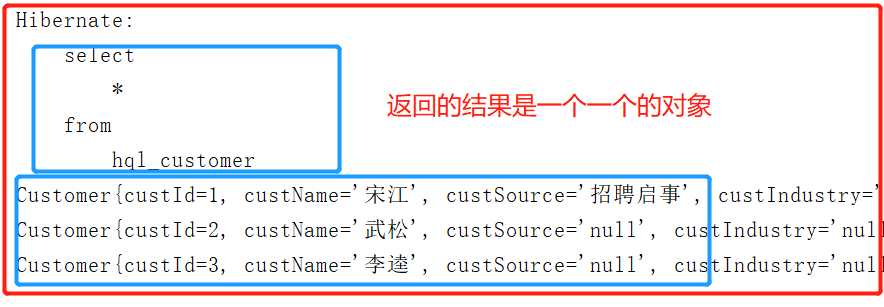 Hibernate:
select
*
from
hql_customer
返回的结果是一个一个的对象
Customer{custId=1, custName='宋江', custSource='招聘启事', custIndustry='
Customer{custId=2, custName='武松', custSource='null', custIndustry='null
Customer{custId=3, custName='李逵', custSource='null', custIndustry='null